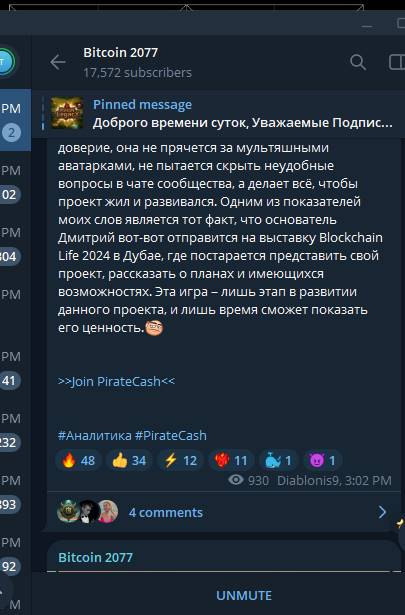 Bitcoin 2077
17,572 subscribers
Pinned message
Доброго времени суток, Уважаемые Подпис...
PM
2
PM
02
PM
304
PM
PM
41
PM
232
PM
393
PM
92
M
доверие, она не прячется за мультяшными
аватарками, не пытается скрыть неудобные
вопросы в чате сообщества, а делает всё, чтобы
проект жил и развивался. Одним из показателей
моих слов является тот факт, что основатель
Дмитрий вот-вот отправится на выставку Blockchain
Life 2024 в Дубае, где постарается представить свой
проект, рассказать о планах и имеющихся
возможностях. Эта игра – лишь этап в развитии
данного проекта, и лишь время сможет показать
его ценность.
>>Join PirateCash<<
#Аналитика #PirateCash
48 34 12 11 1 1
930 Diablonis9, 3:02 PM
4 comments
Bitcoin 2077
UNMUTE